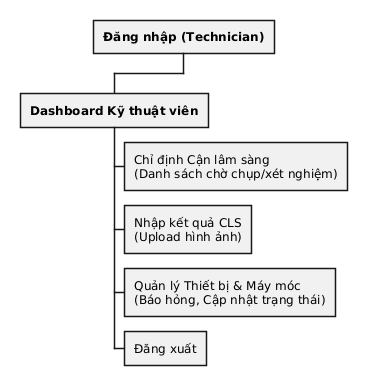 Đăng nhập (Technician)
Dashboard Kỹ thuật viên
Chỉ định Cận lâm sàng
(Danh sách chờ chụp/xét nghiệm)
Nhập kết quả CLS
(Upload hình ảnh)
Quản lý Thiết bị & Máy móc
(Báo hỏng, Cập nhật trạng thái)
Đăng xuất